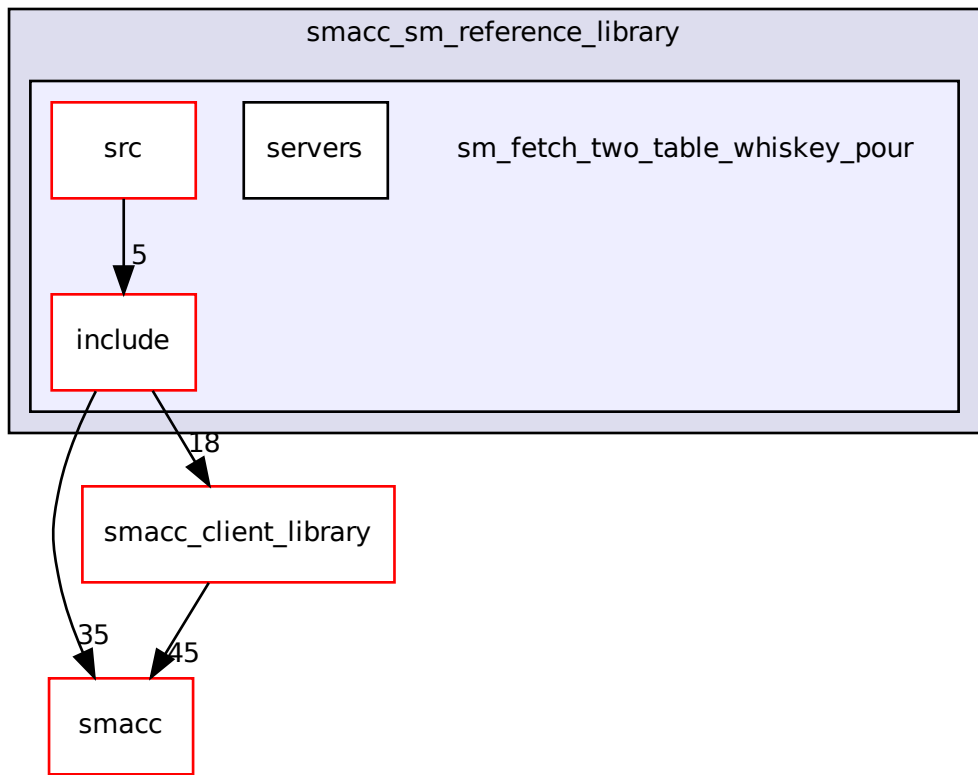 smacc_sm_reference_library
src
servers
sm_fetch_two_table_whiskey_pour
5
include
18
smacc_client_library
35
45
smacc